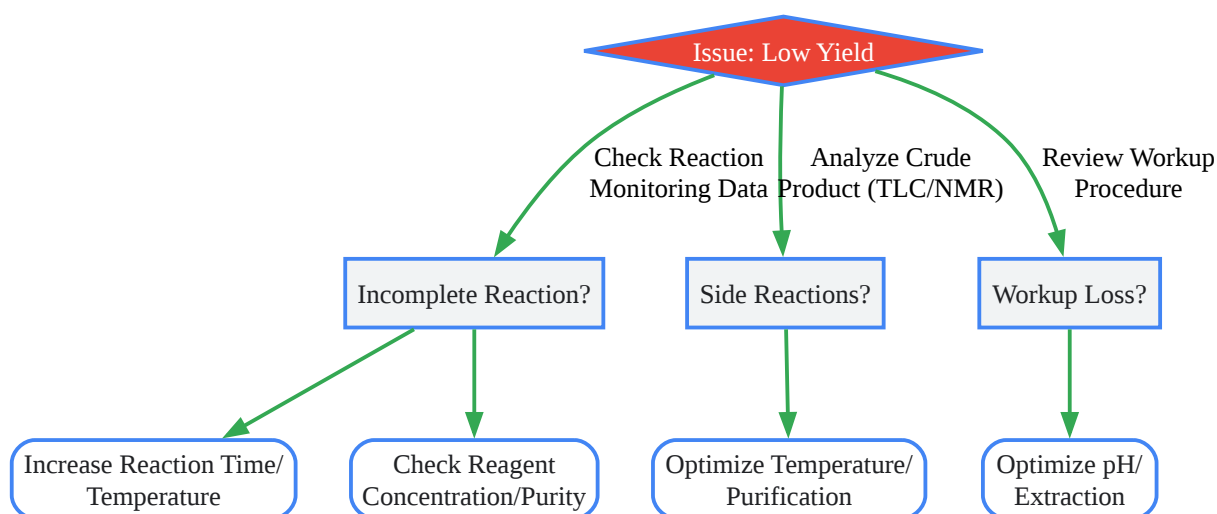 Issue: Low Yield
Check Reaction
Monitoring Data
Analyze Crude
Product (TLC/NMR)
Review Workup
Procedure
Incomplete Reaction?
Side Reactions?
Workup Loss?
Increase Reaction Time/
Temperature
Check Reagent
Concentration/Purity
Optimize Temperature/
Purification
Optimize pH/
Extraction